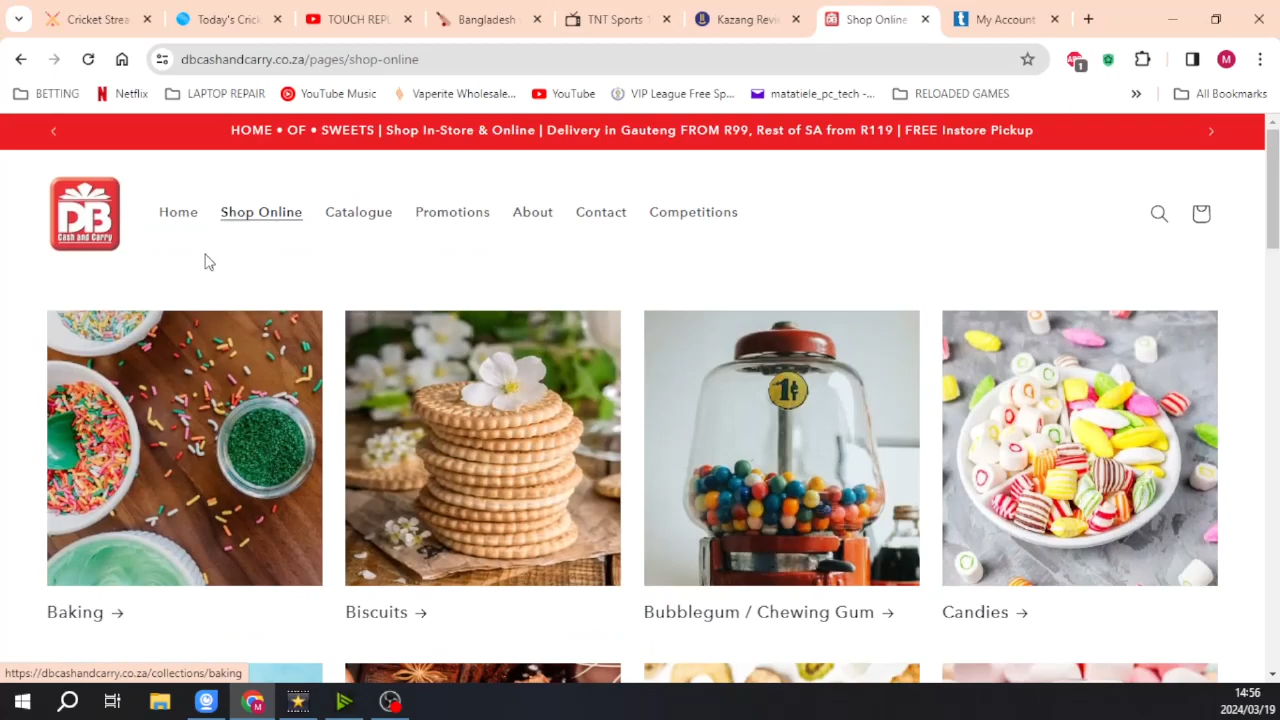 Cricket Strea
Today's Crick
TOUCH REPL
Bangladesh
TNT Sports
Kazang Revi
Shop Online
My Account
dbcashandcarry.co.za/pages/shop-online
1
M
BETTING
Netflix
LAPTOP REPAIR
YouTube Music
Vaperite Wholesale...
YouTube
VIP League Free Sp...
matatiele_pc_tech -...
RELOADED GAMES
»
All Bookmarks
HOME • OF • SWEETS | Shop In-Store & Online | Delivery in Gauteng FROM R99, Rest of SA from R119 | FREE Instore Pickup
DB
Cash and Carry
Home
Shop Online
Catalogue
Promotions
About
Contact
Competitions
1¢
Baking →
Biscuits →
Bubblegum / Chewing Gum →
Candies →
https://dbcashandcarry.co.za/collections/baking
M
14:56
2024/03/19